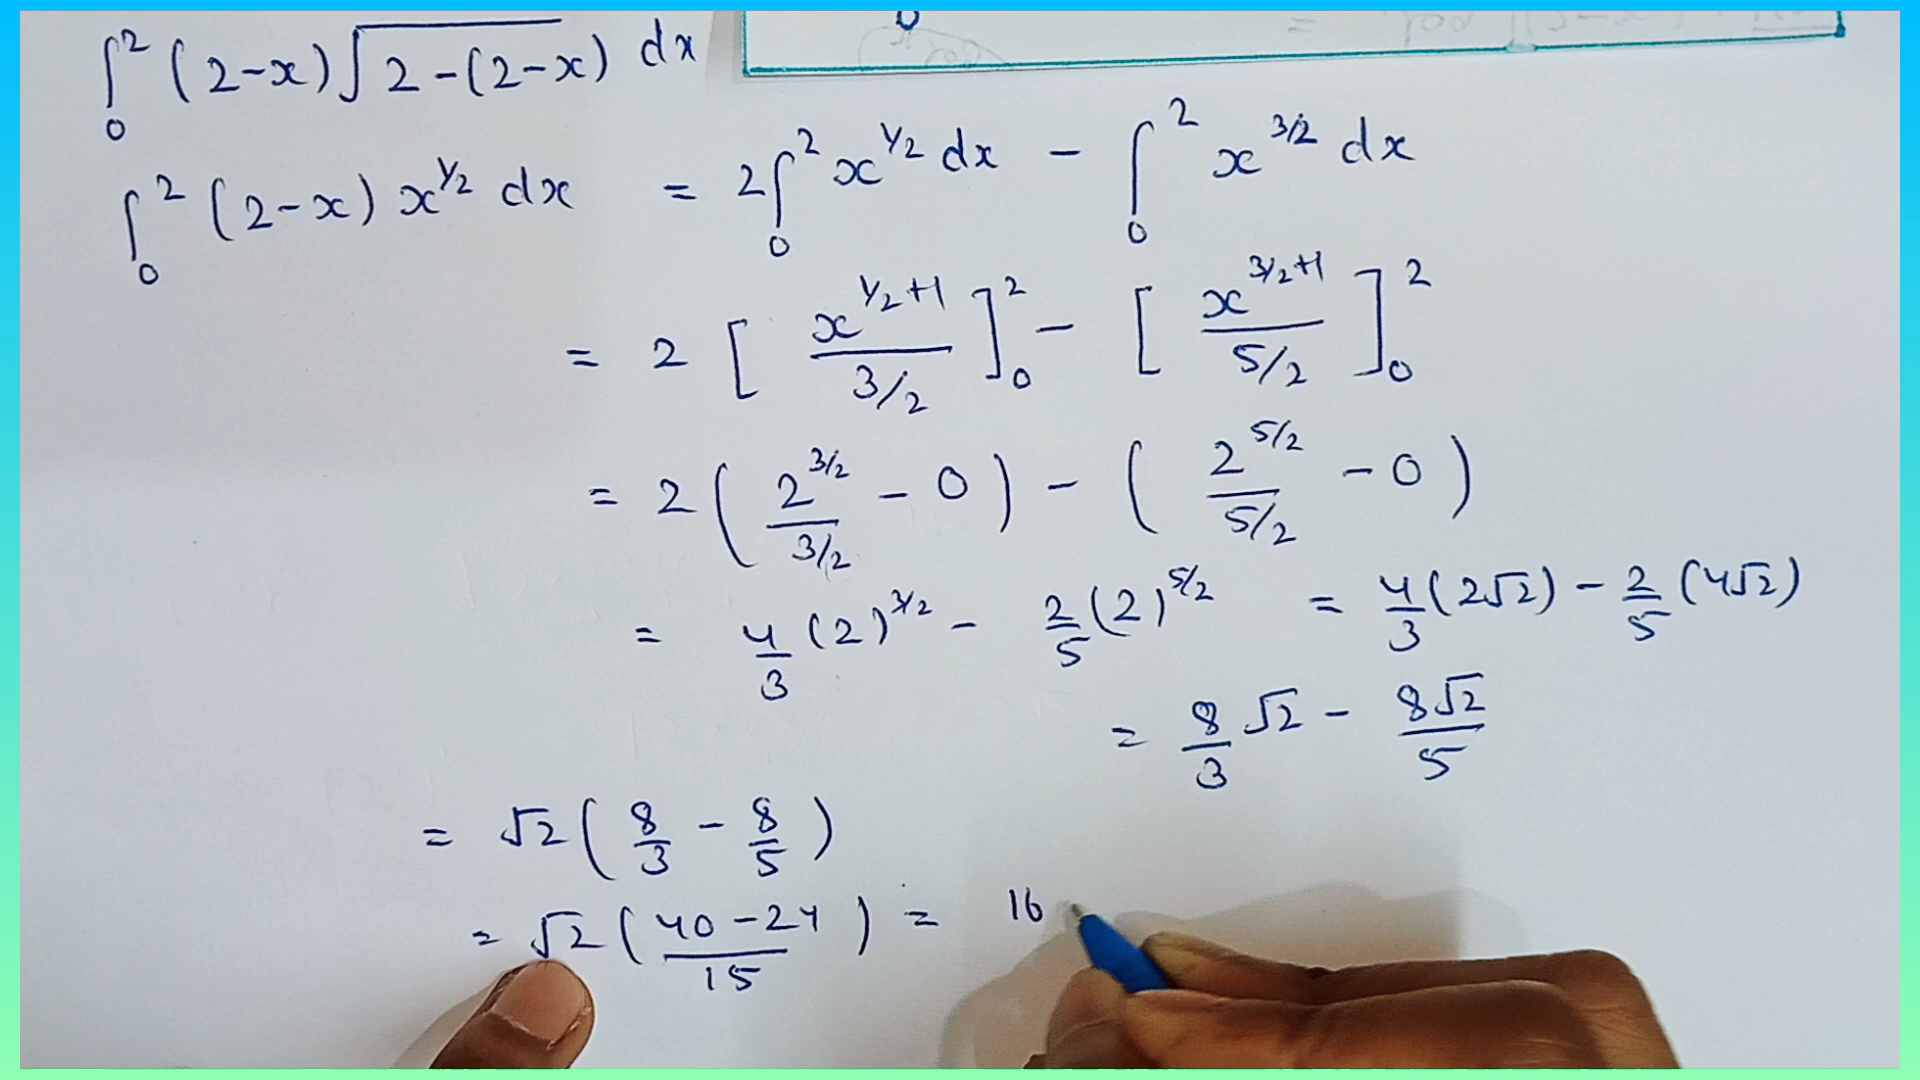 ∫₀² (2-x)√(2-(2-x)) dx
∫₀² (2-x) x^½ dx = 2∫₀² x^½ dx - ∫₀² x^3/2 dx
= 2 [ x^(½+1) / 3/2 ]₀² - [ x^(3/2+1) / 5/2 ]₀²
= 2 ( 2^3/2 / 3/2 - 0 ) - ( 2^5/2 / 5/2 - 0 )
= 4/3 (2)^3/2 - 2/5 (2)^5/2 = 4/3 (2√2) - 2/5 (4√2)
= 8/3 √2 - 8√2/5
= √2 ( 8/3 - 8/5 )
= √2 ( 40-24 / 15 ) = 16